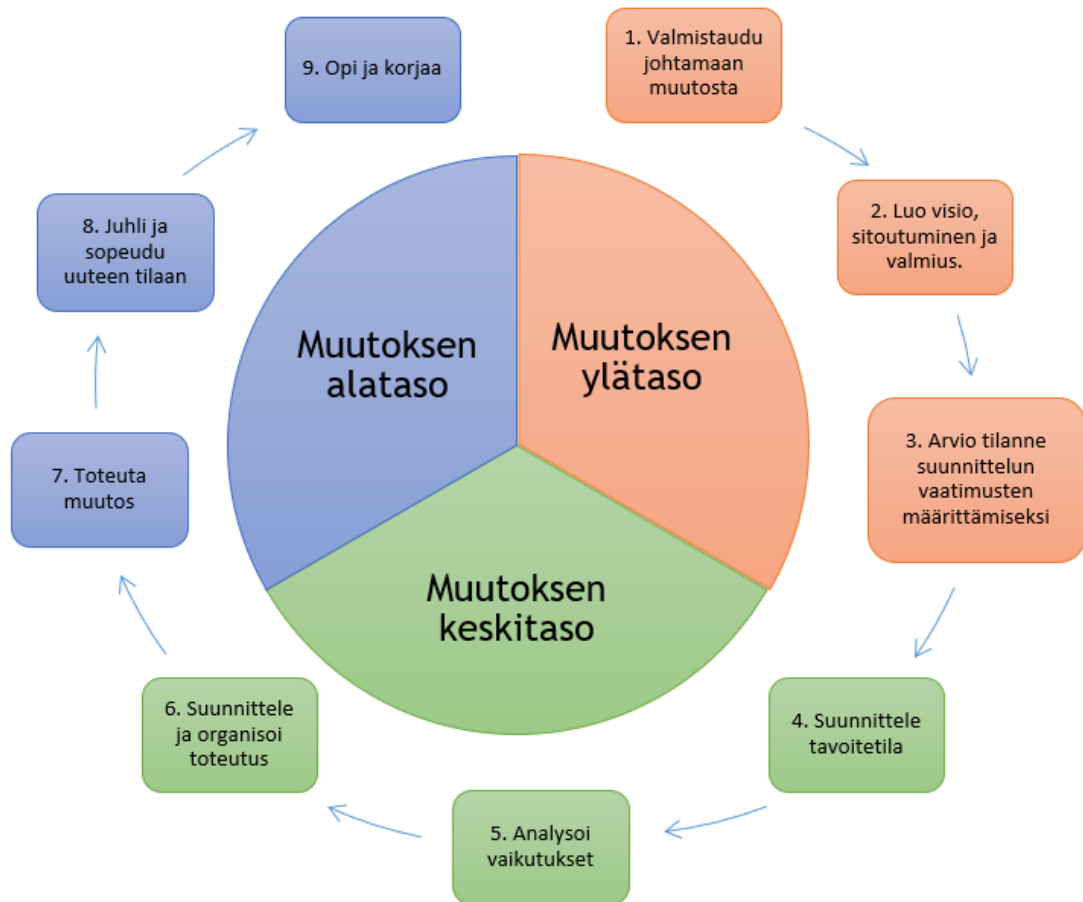 1. Valmistaudu
johtamaan
muutosta
2. Luo visio,
sitoutuminen ja
valmius.
3. Arvio tilanne
suunnittelun
vaatimusten
määrittämiseksi
4. Suunnittele
tavoitetila
5. Analysoi
vaikutukset
6. Suunnittele
ja organisoi
toteutus
7. Toteuta
muutos
8. Juhli ja
sopeudu
uuteen tilaan
9. Opi ja korjaa
Muutoksen
ylätaso
Muutoksen
keskitaso
Muutoksen
alataso